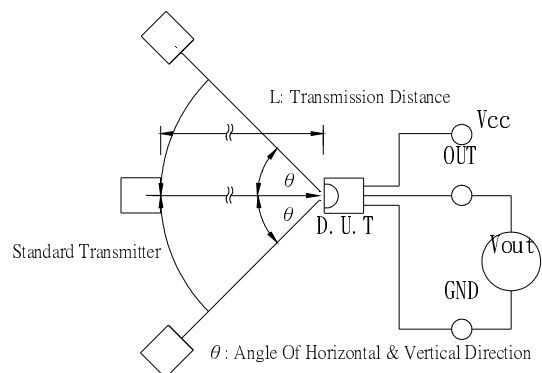 L: Transmission Distance
Vcc
OUT
θ
θ
D.U.T
Vout
Standard Transmitter
GND
θ: Angle Of Horizontal & Vertical Direction